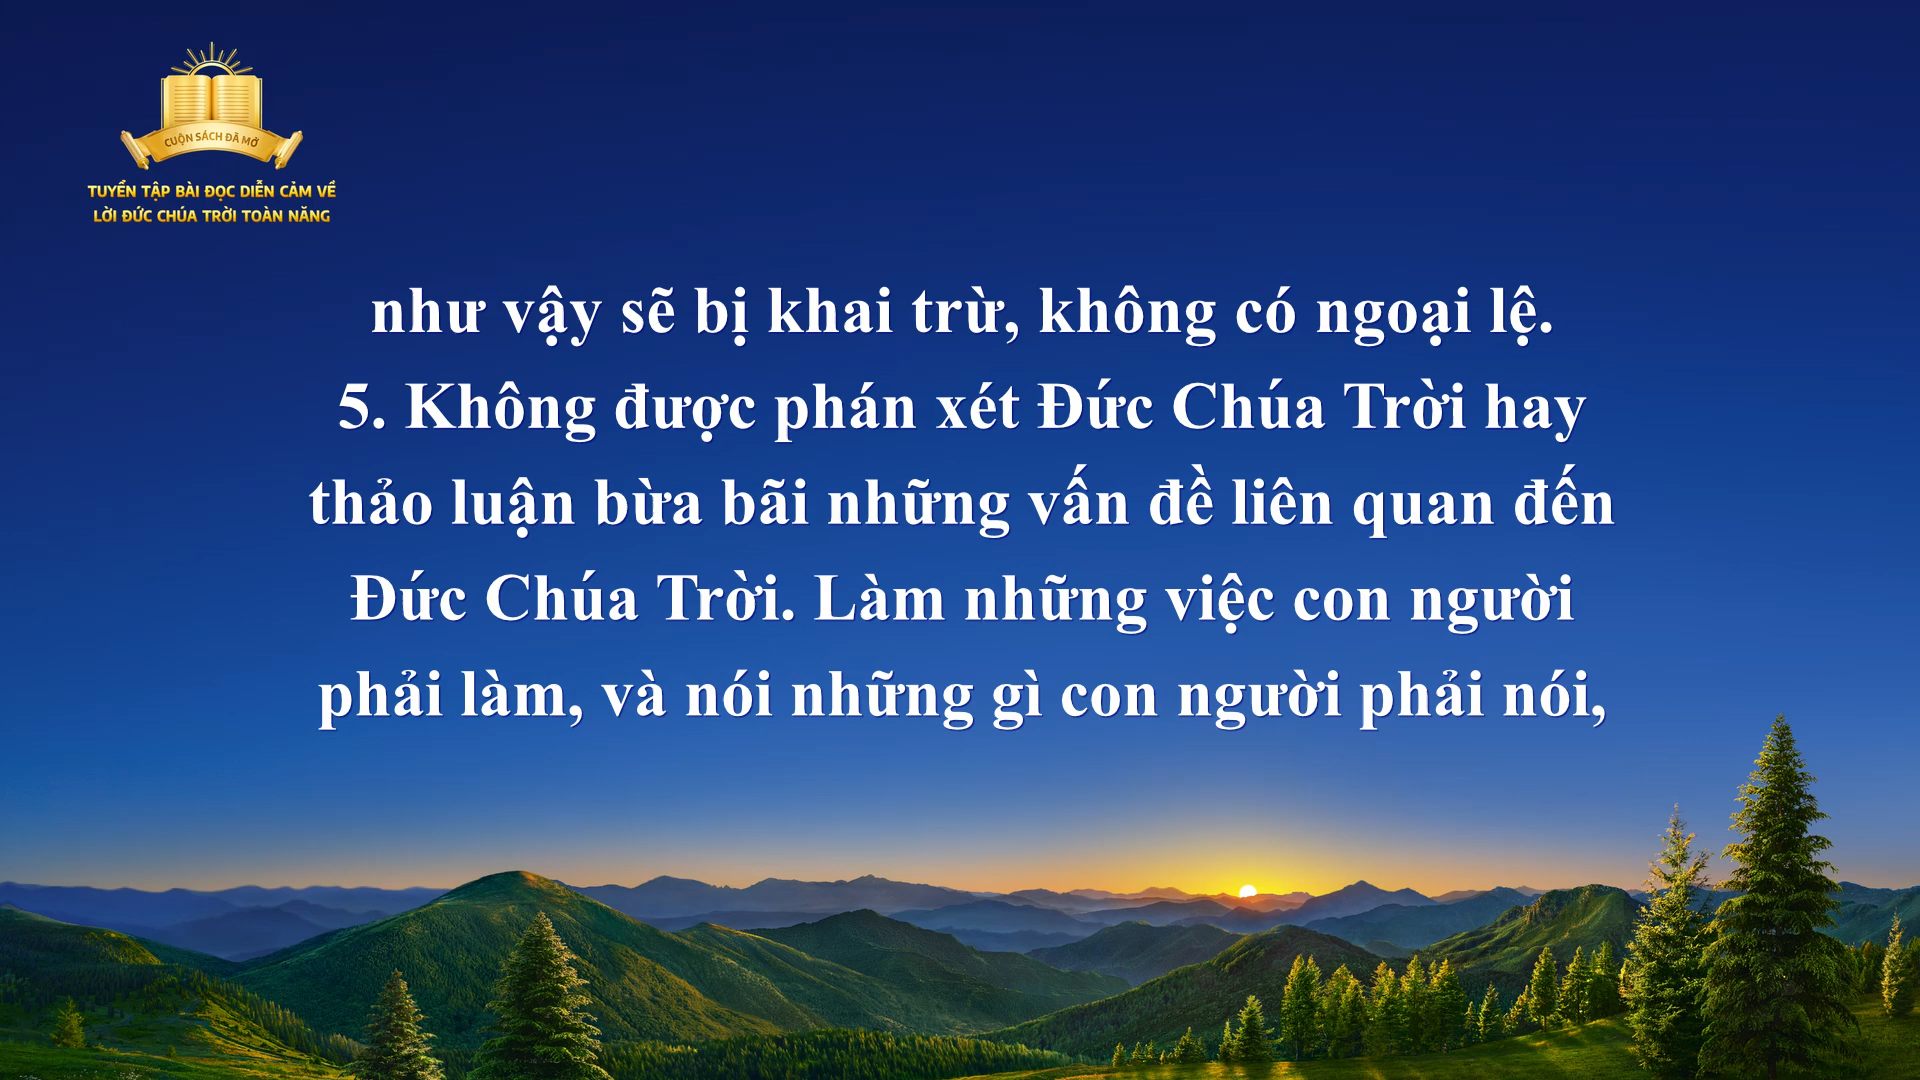 CUỘN SÁCH ĐÃ MỞ
TUYỂN TẬP BÀI ĐỌC DIỄN CẢM VỀ
LỜI ĐỨC CHÚA TRỜI TOÀN NĂNG
như vậy sẽ bị khai trừ, không có ngoại lệ.
5. Không được phán xét Đức Chúa Trời hay
thảo luận bừa bãi những vấn đề liên quan đến
Đức Chúa Trời. Làm những việc con người
phải làm, và nói những gì con người phải nói,